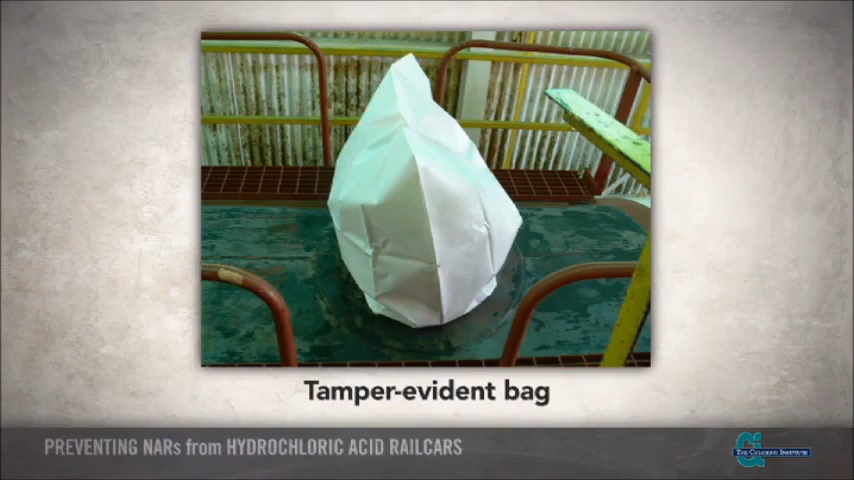 Tamper-evident bag
PREVENTING NARs from HYDROCHLORIC ACID RAILCARS
THE CHLORINE INSTITUTE